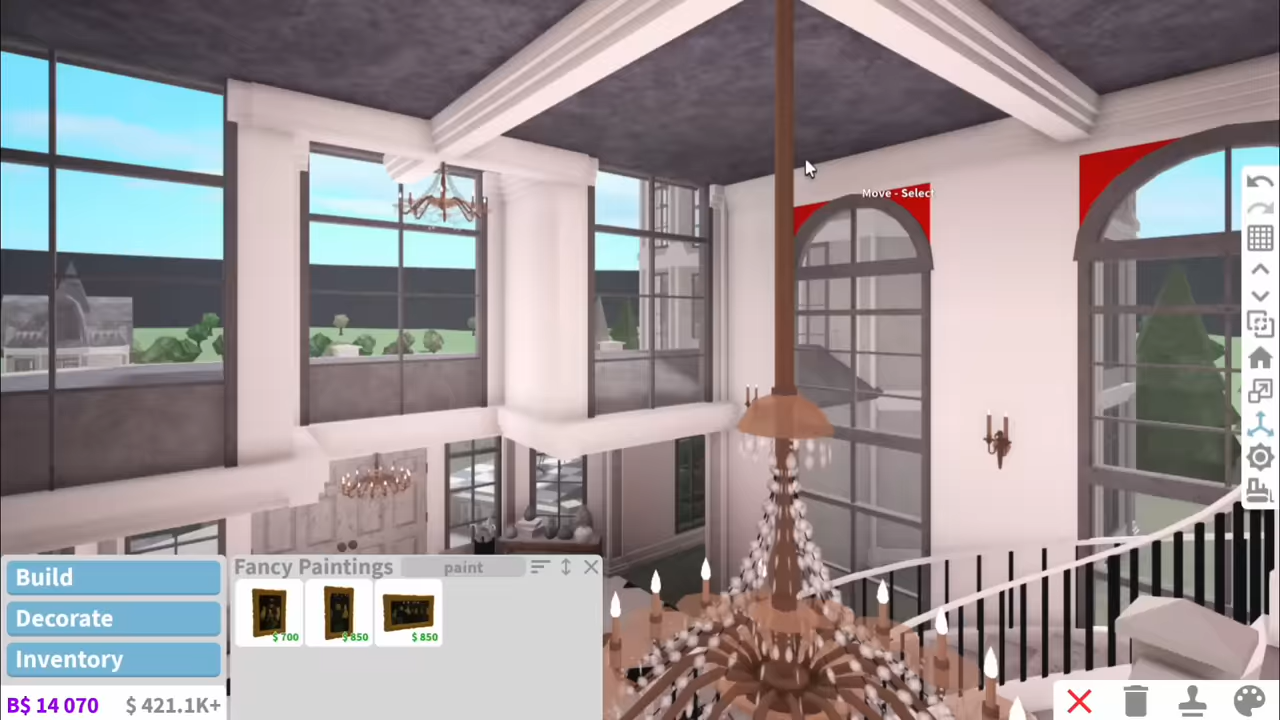 Move - Select
Build
Decorate
Inventory
B$ 14 070
$ 421.1K+
Fancy Paintings
paint
$ 700
$ 850
$ 850